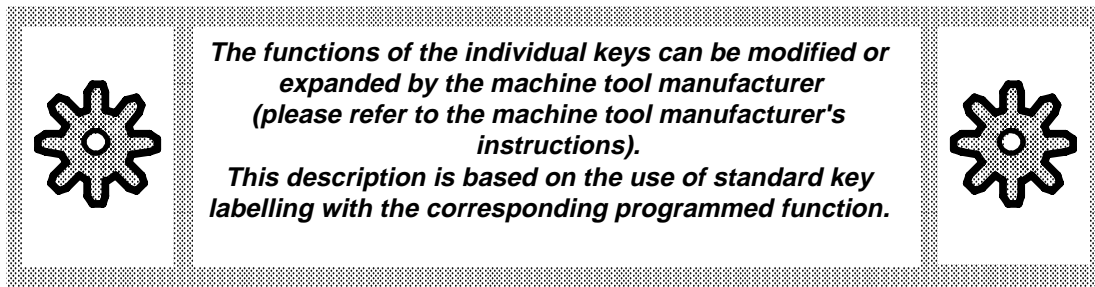 The functions of the individual keys can be modified or
expanded by the machine tool manufacturer
(please refer to the machine tool manufacturer's
instructions).
This description is based on the use of standard key
labelling with the corresponding programmed function.